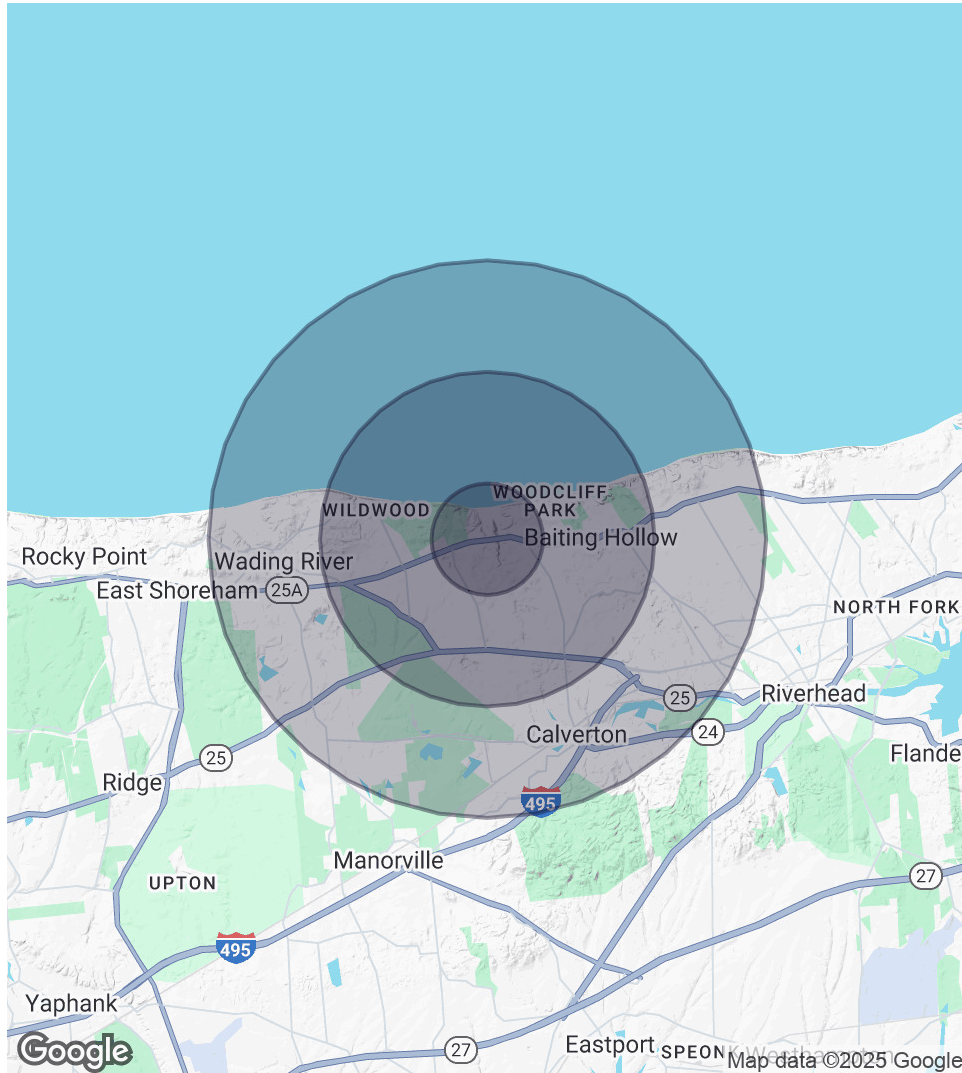 WOODCLIFF
PARK
WILDWOOD
Baiting Hollow
Rocky Point
Wading River
East Shoreham
25A
NORTH FORK
25
Riverhead
24
Calverton
25
Flande
Ridge
495
Manorville
27
UPTON
495
Yaphank
Google
27
Eastport
SPEON
Map data ©2025 Google